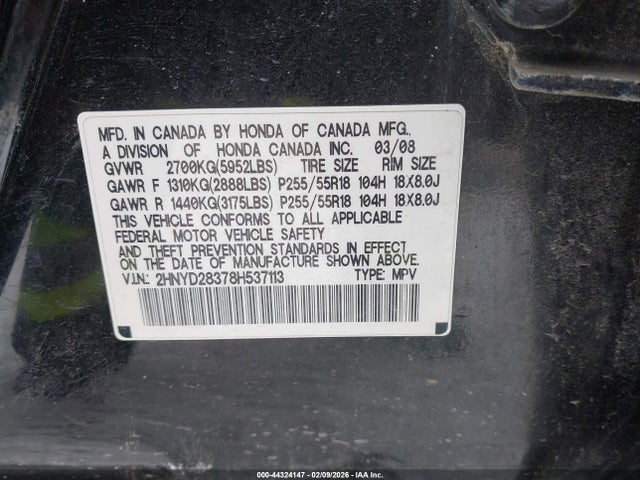 MFD. IN CANADA BY HONDA OF CANADA MFG.,
A DIVISION OF HONDA CANADA INC. 03/08
GVWR 2700KG(5952LBS) TIRE SIZE RIM SIZE
GAWR F 1310KG(2888LBS) P255/55R18 104H 18X8.0J
GAWR R 1440KG(3175LBS) P255/55R18 104H 18X8.0J
THIS VEHICLE CONFORMS TO ALL APPLICABLE
FEDERAL MOTOR VEHICLE SAFETY
AND THEFT PREVENTION STANDARDS IN EFFECT
ON THE DATE OF MANUFACTURE SHOWN ABOVE.
V.I.N.: 2HNYD28378H537113 TYPE: MPV
000-44324147 - 02/09/2026 - IAA Inc.